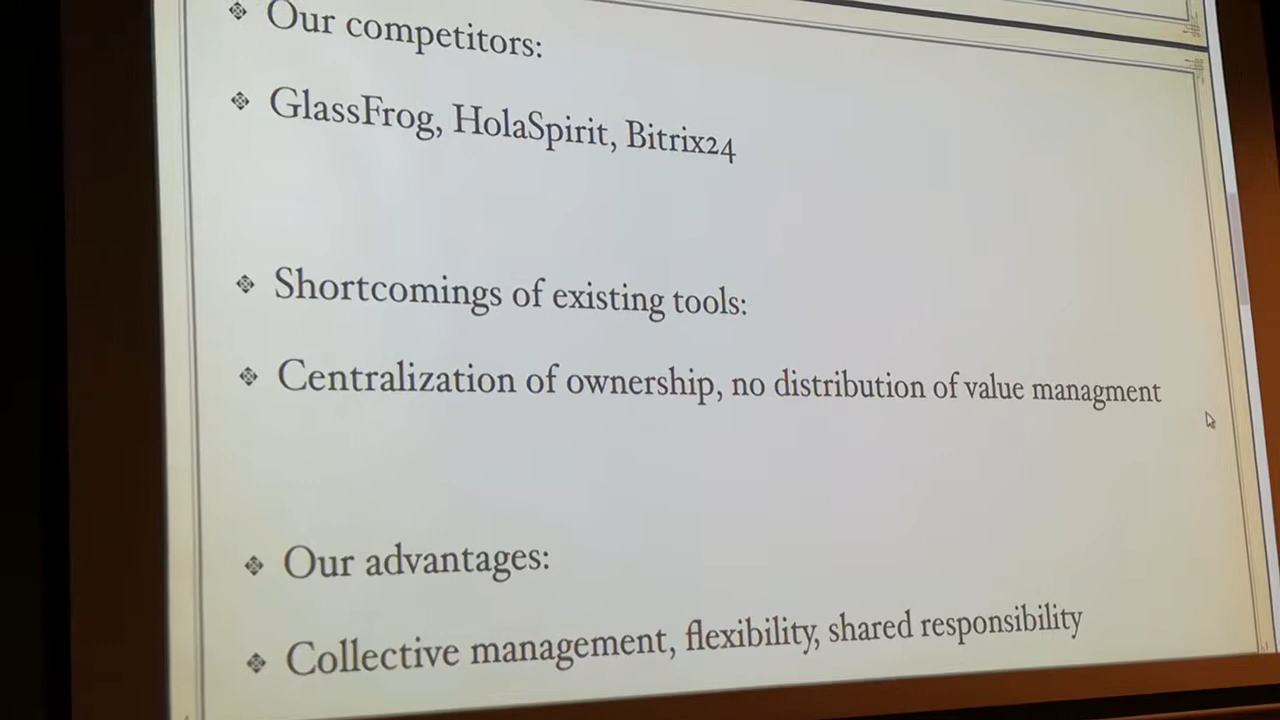 Our competitors:
GlassFrog, HolaSpirit, Bitrix24
Shortcomings of existing tools:
Centralization of ownership, no distribution of value managment
Our advantages:
Collective management, flexibility, shared responsibility